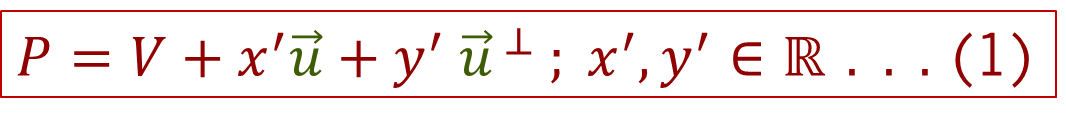 P = V + x′u⃗ + y′ u⃗ ⊥ ; x′, y′ ∈ ℝ . . . (1)